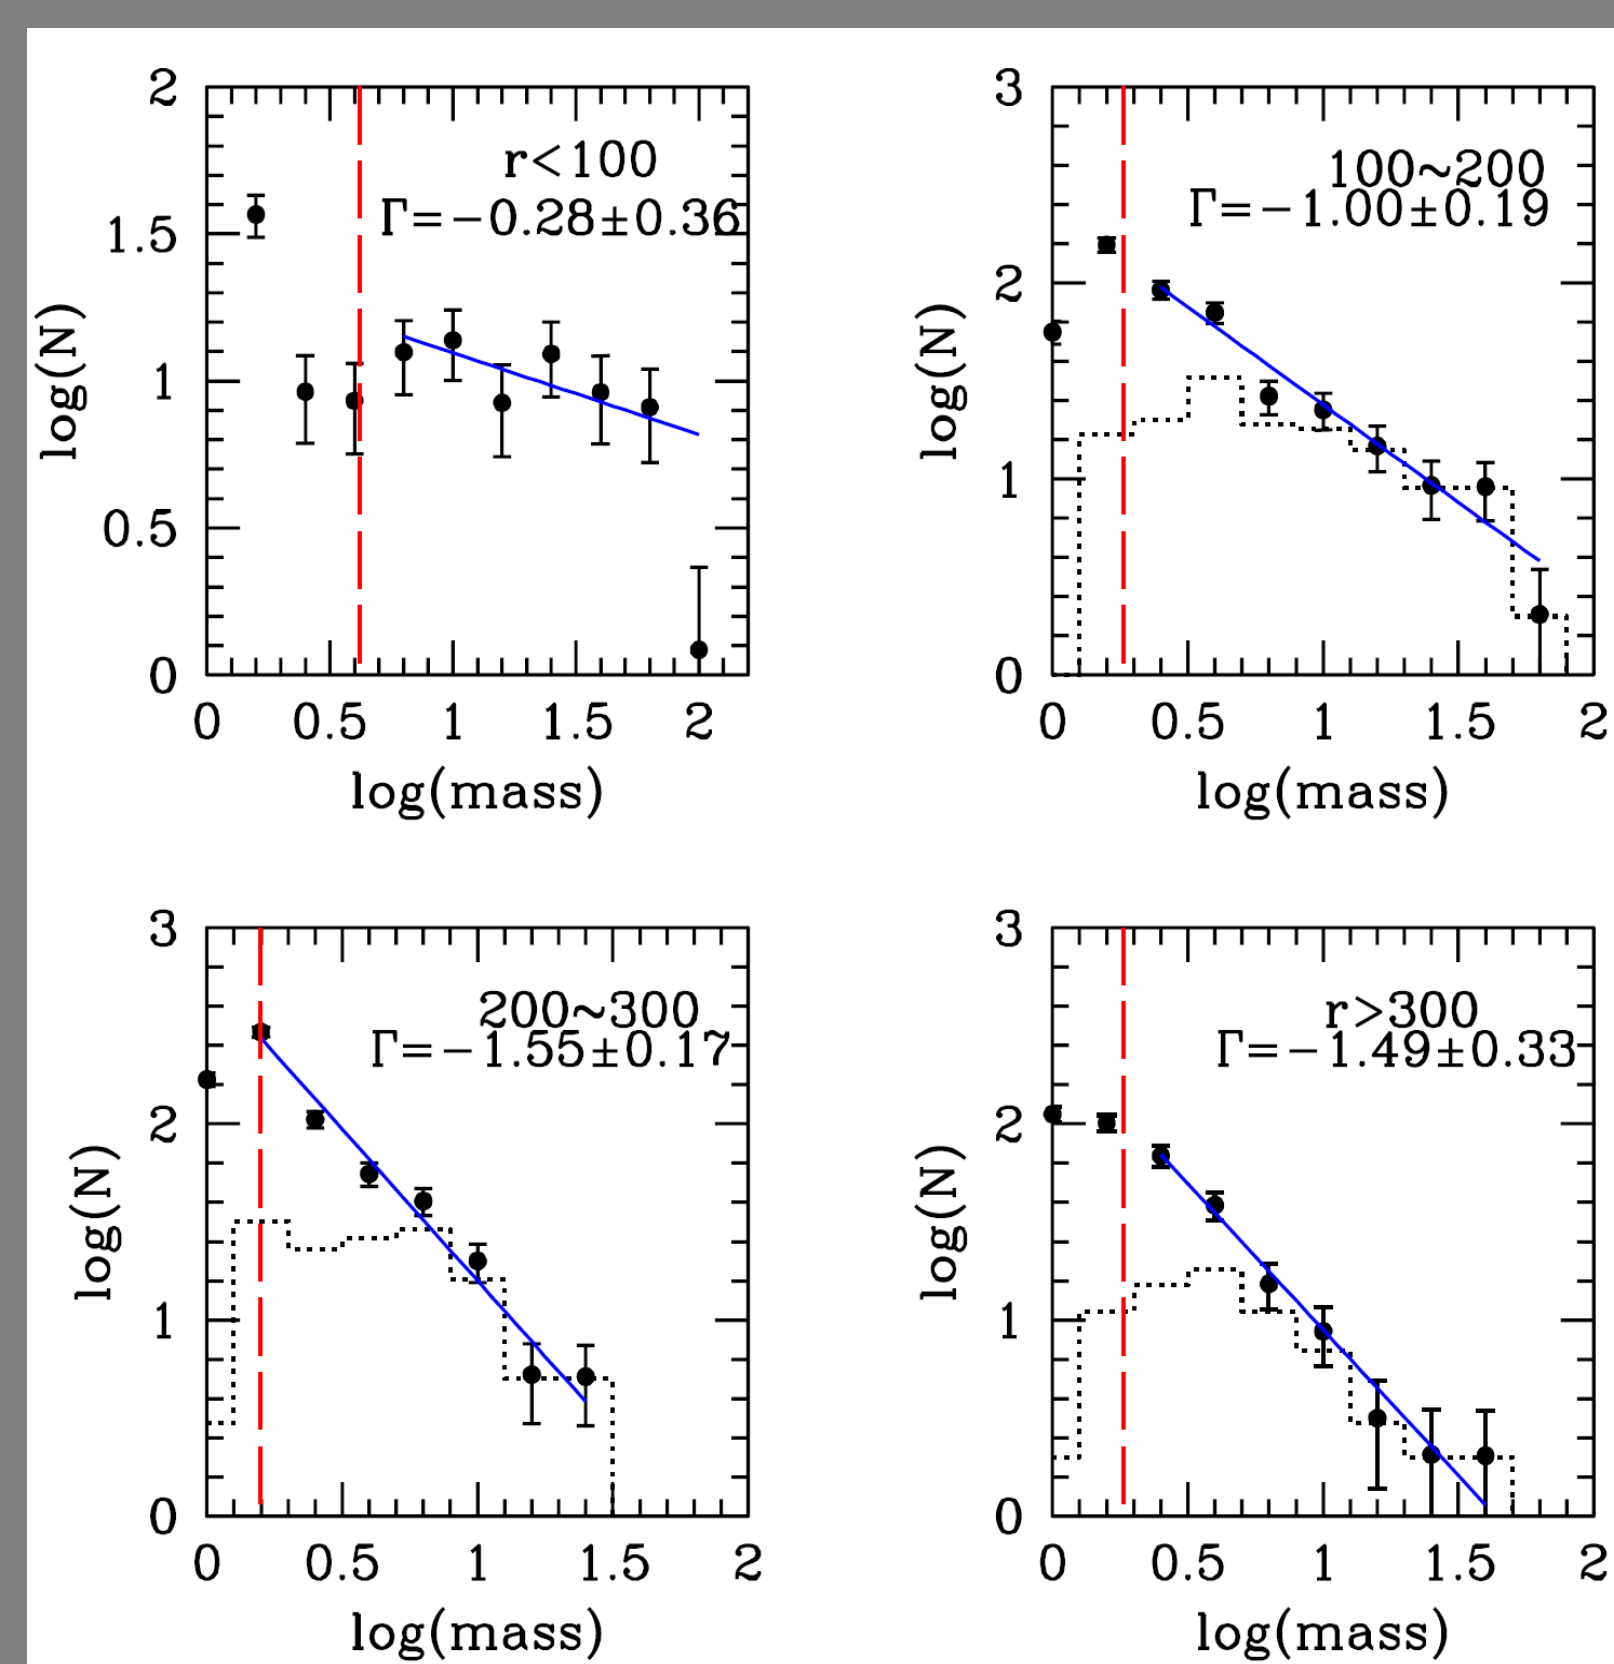 2
1.5
1
0.5
0
log(N)
r<100
Γ=−0.28±0.36
0 0.5 1 1.5 2
log(mass)
3
2
1
0
log(N)
100~200
Γ=−1.00±0.19
0 0.5 1 1.5 2
log(mass)
3
2
1
0
log(N)
200~300
Γ=−1.55±0.17
0 0.5 1 1.5 2
log(mass)
3
2
1
0
log(N)
r>300
Γ=−1.49±0.33
0 0.5 1 1.5 2
log(mass)